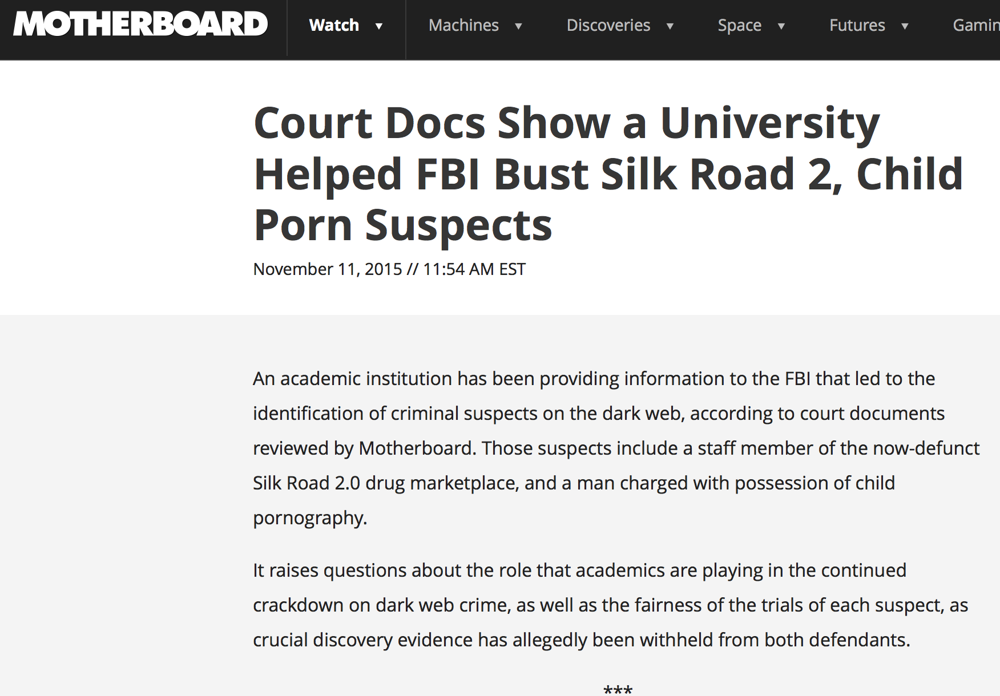 MOTHERBOARD Watch ▼ Machines ▼ Discoveries ▼ Space ▼ Futures ▼ Gamin
Court Docs Show a University
Helped FBI Bust Silk Road 2, Child
Porn Suspects
November 11, 2015 // 11:54 AM EST
An academic institution has been providing information to the FBI that led to the
identification of criminal suspects on the dark web, according to court documents
reviewed by Motherboard. Those suspects include a staff member of the now-defunct
Silk Road 2.0 drug marketplace, and a man charged with possession of child
pornography.
It raises questions about the role that academics are playing in the continued
crackdown on dark web crime, as well as the fairness of the trials of each suspect, as
crucial discovery evidence has allegedly been withheld from both defendants.
***